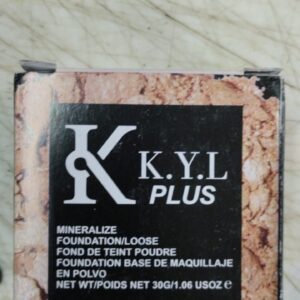 K
K.Y.L
PLUS
MINERALIZE
FOUNDATION/LOOSE
FOND DE TEINT POUDRE
FOUNDATION BASE DE MAQUILLAJE
EN POLVO
NET WT/POIDS NET 30G/1.06 USOZ e